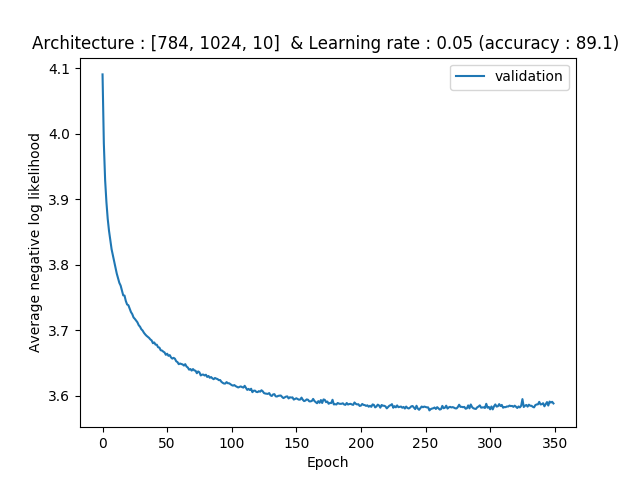 Architecture : [784, 1024, 10]  & Learning rate : 0.05 (accuracy : 89.1)
validation
4.1
4.0
3.9
3.8
3.7
3.6
Average negative log likelihood
0 50 100 150 200 250 300 350
Epoch